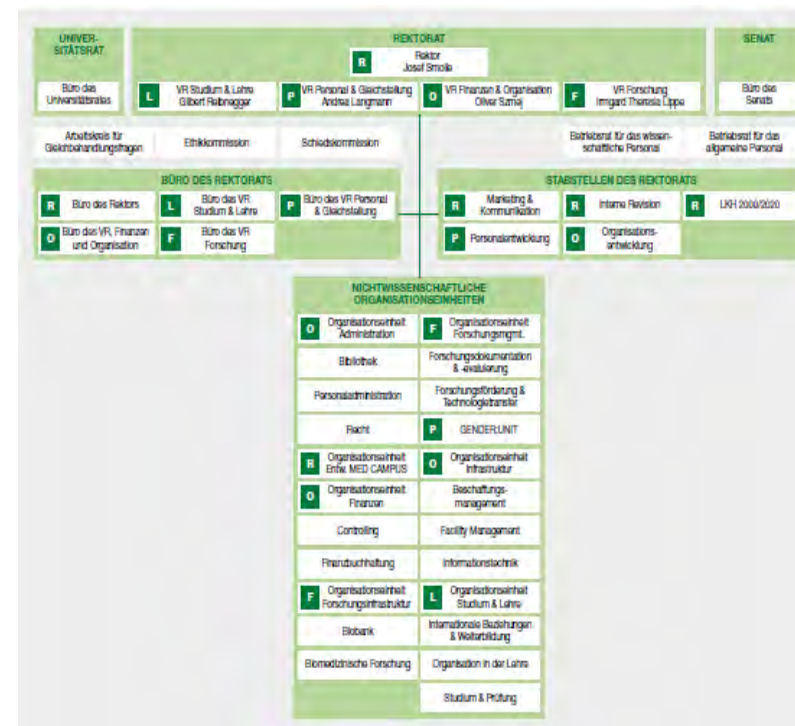 UNIVER-
SITÄTSRAT
Büro des
Universitätsrates
REKTORAT
R
Rektor
Josef Smolle
L
VR Studium & Lehre
Gilbert Reibnegger
P
VR Personal & Gleichstellung
Andrea Langmann
O
VR Finanzen & Organisation
Oliver Szmej
F
VR Forschung
Irmgard Theresia Lippe
SENAT
Büro des
Senats
Arbeitskreis für
Gleichbehandlungsfragen
Ethikkommission
Schiedskommission
Betriebsrat für das wissen-
schaftliche Personal
Betriebsrat für das
allgemeine Personal
BÜRO DES REKTORATS
R
Büro des Rektors
L
Büro des VR
Studium & Lehre
P
Büro des VR Personal
& Gleichstellung
O
Büro des VR, Finanzen
und Organisation
F
Büro des VR
Forschung
STABSTELLEN DES REKTORATS
R
Marketing &
Kommunikation
R
Interne Revision
R
LKH 2000/2020
P
Personalentwicklung
O
Organisations-
entwicklung
NICHTWISSENSCHAFTLICHE
ORGANISATIONSEINHEITEN
O
Organisationseinheit
Administration
F
Organisationseinheit
Forschungsmgmt.
Bibliothek
Forschungsdokumentation
& -evaluierung
Personaladministration
Forschungsförderung &
Technologietransfer
Recht
P
GENDER:UNIT
R
Organisationseinheit
Entw. MED CAMPUS
O
Organisationseinheit
Infrastruktur
O
Organisationseinheit
Finanzen
Beschaffungs-
management
Controlling
Facility Management
Finanzbuchhaltung
Informationstechnik
F
Organisationseinheit
Forschungsinfrastruktur
L
Organisationseinheit
Studium & Lehre
Biobank
Internationale Beziehungen
& Weiterbildung
Biomedizinische Forschung
Organisation in der Lehre
Studium & Prüfung